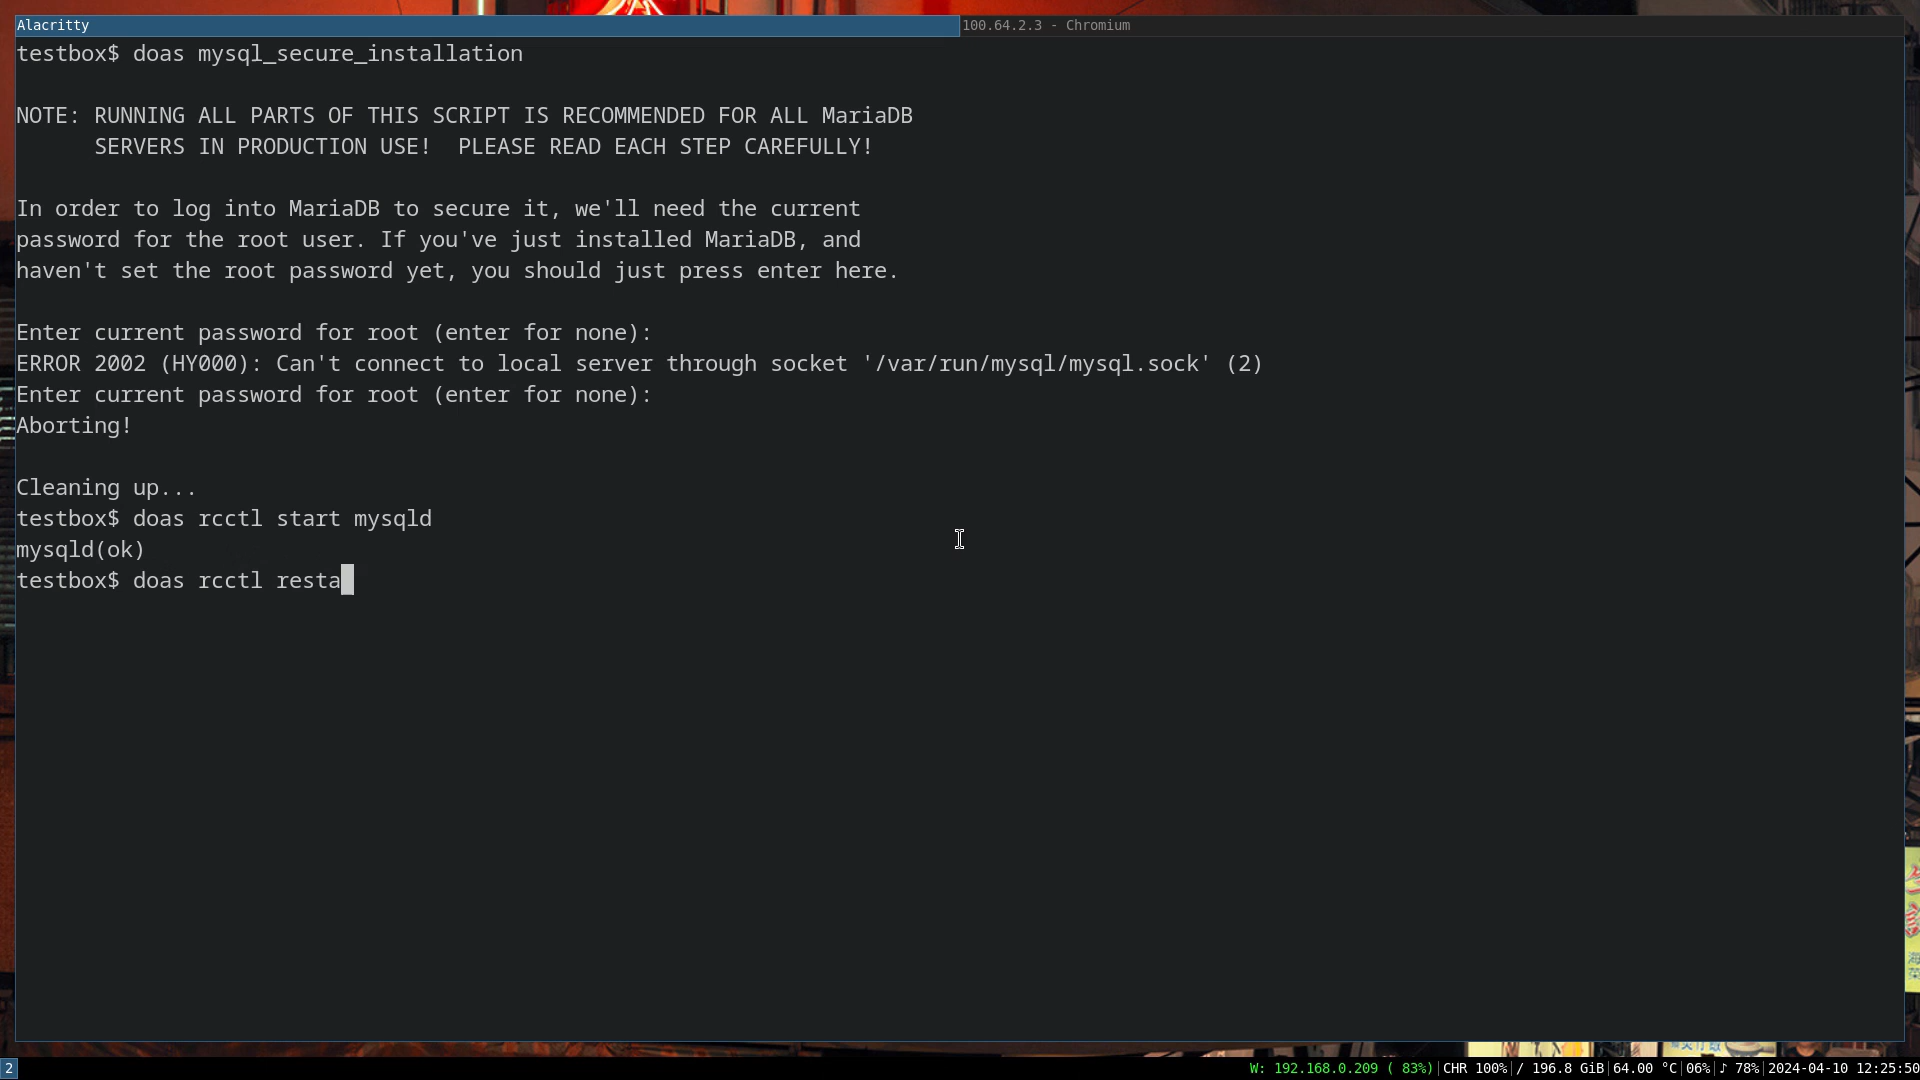 Alacritty
100.64.2.3 - Chromium
testbox$ doas mysql_secure_installation
NOTE: RUNNING ALL PARTS OF THIS SCRIPT IS RECOMMENDED FOR ALL MariaDB
SERVERS IN PRODUCTION USE!  PLEASE READ EACH STEP CAREFULLY!
In order to log into MariaDB to secure it, we'll need the current
password for the root user. If you've just installed MariaDB, and
haven't set the root password yet, you should just press enter here.
Enter current password for root (enter for none):
ERROR 2002 (HY000): Can't connect to local server through socket '/var/run/mysql/mysql.sock' (2)
Enter current password for root (enter for none):
Aborting!
Cleaning up...
testbox$ doas rcctl start mysqld
mysqld(ok)
testbox$ doas rcctl resta
2
W: 192.168.0.209 ( 83%)|CHR 100%|/ 196.8 GiB|64.00 °C|06%|♪ 78%|2024-04-10 12:25:50